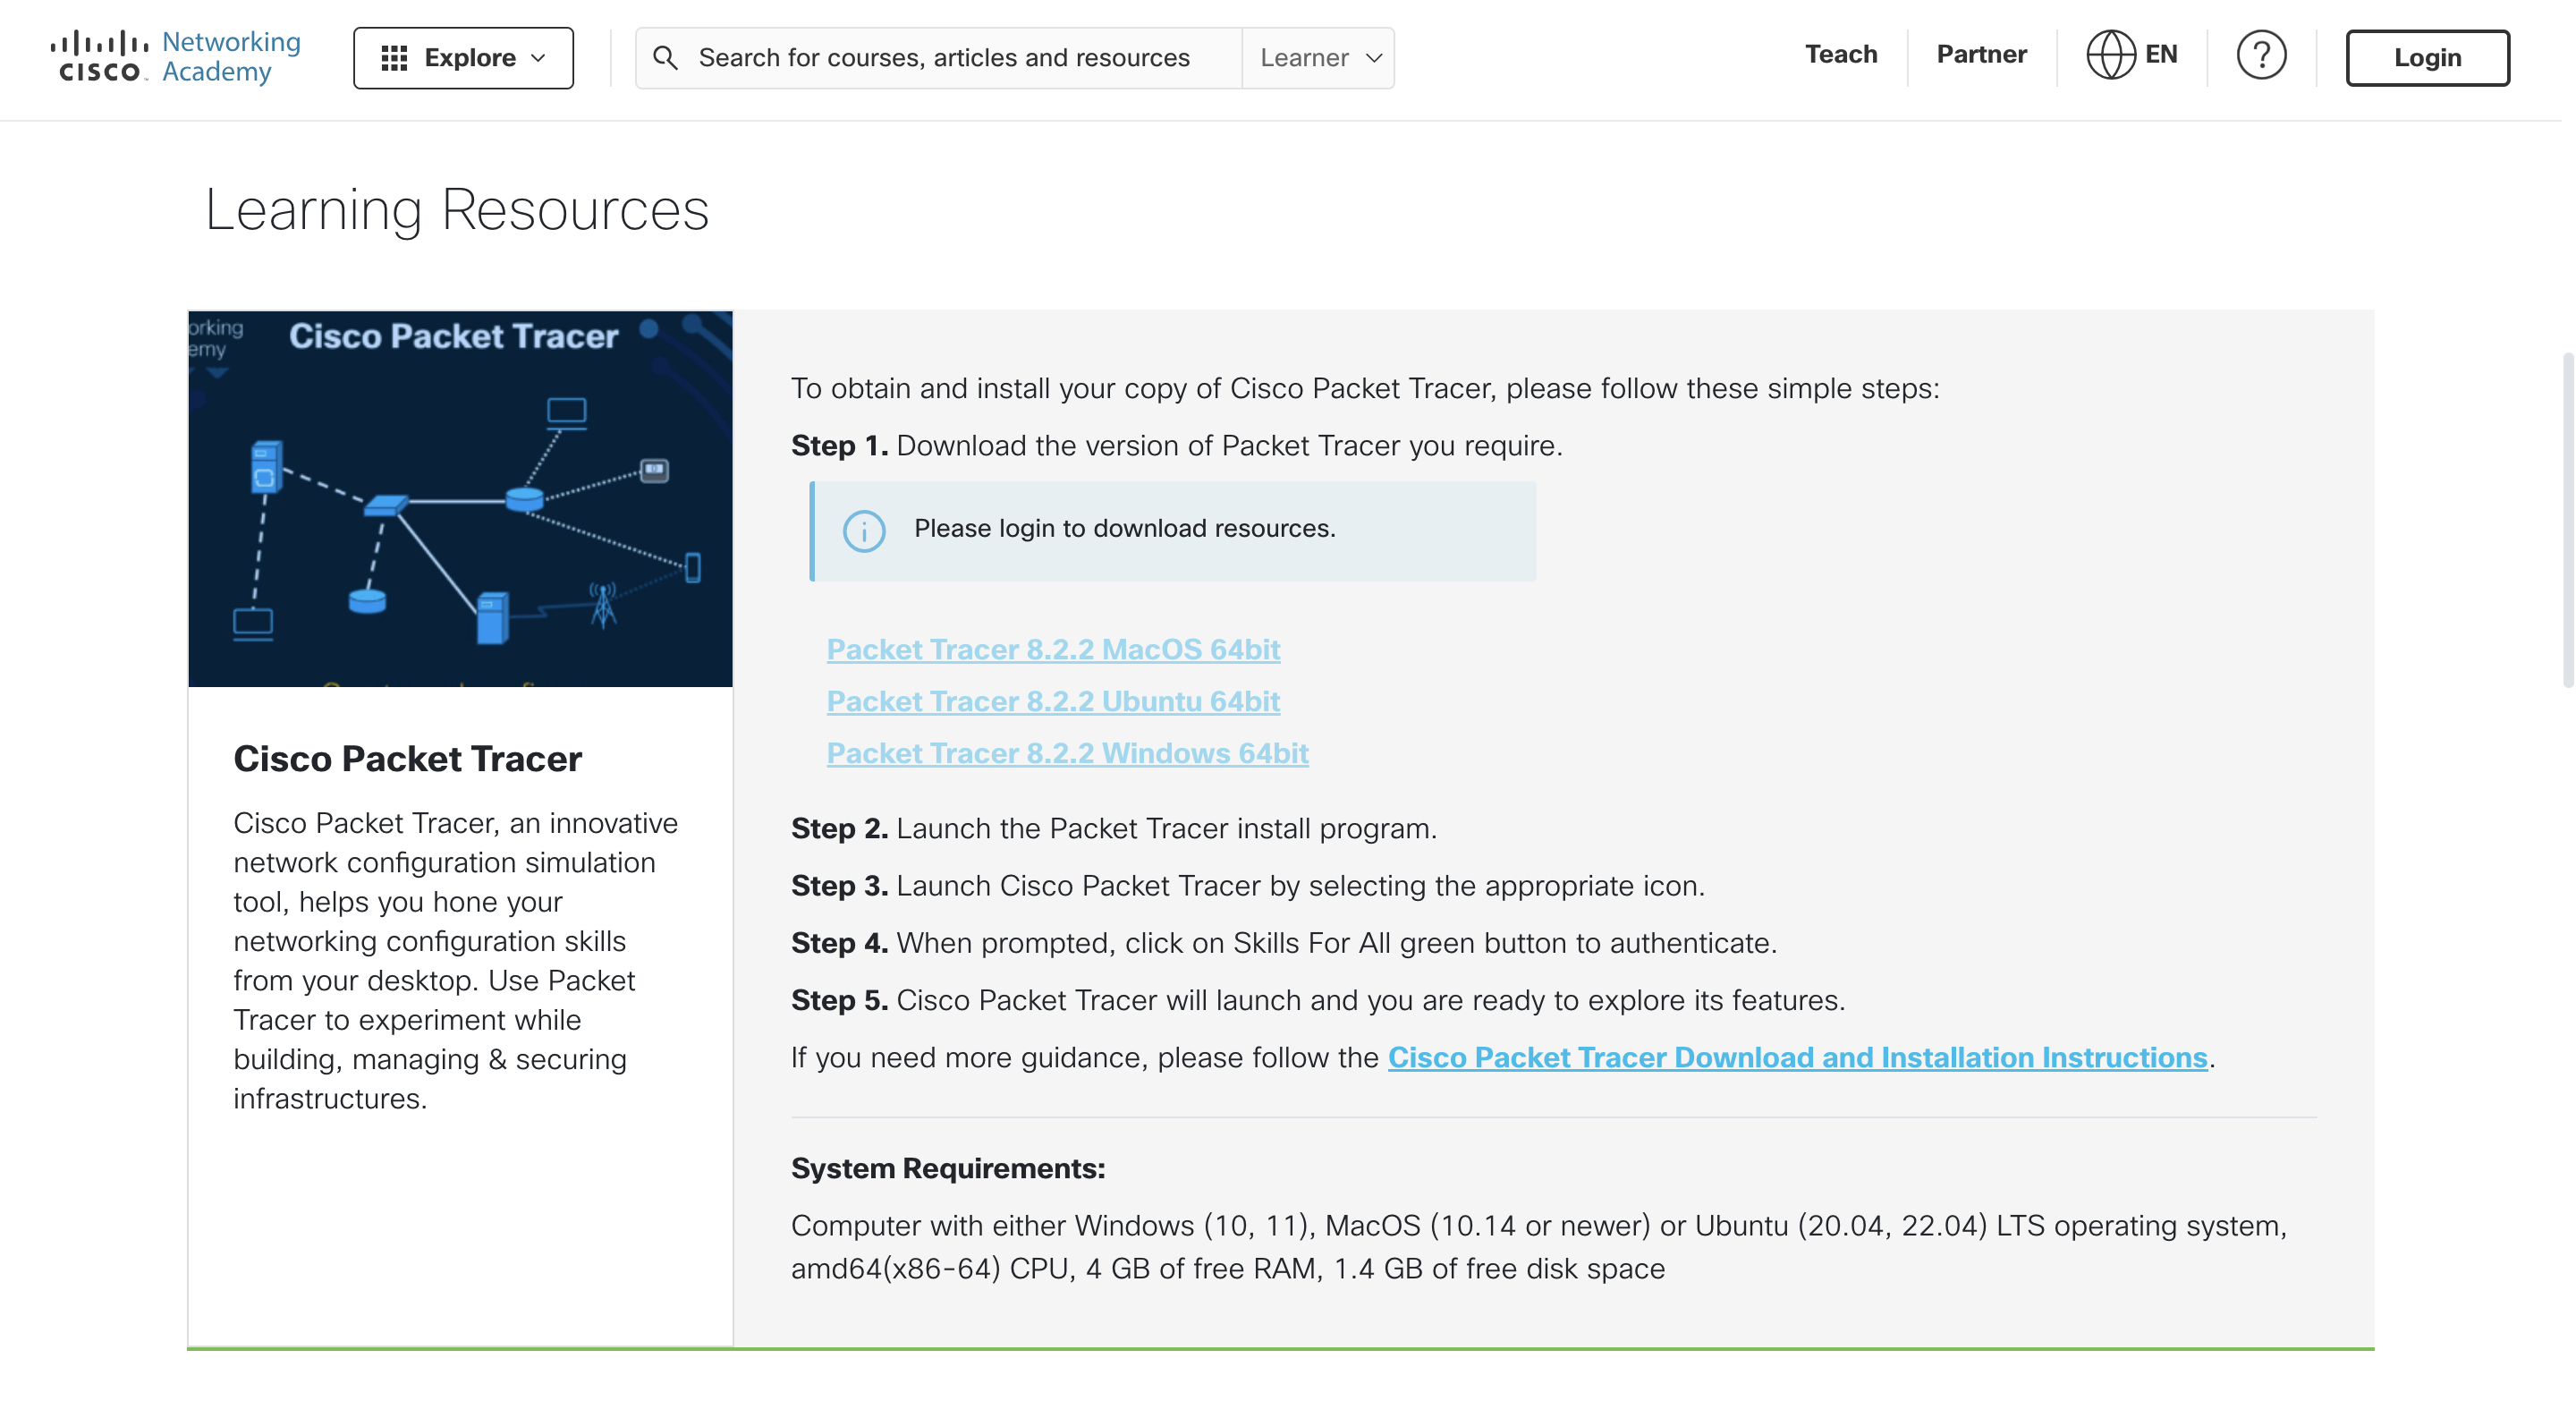 CISCO Networking Academy
Explore
Search for courses, articles and resources
Learner
Teach
Partner
EN
?
Login
Learning Resources
orking
emy
Cisco Packet Tracer
Cisco Packet Tracer
Cisco Packet Tracer, an innovative
network configuration simulation
tool, helps you hone your
networking configuration skills
from your desktop. Use Packet
Tracer to experiment while
building, managing & securing
infrastructures.
To obtain and install your copy of Cisco Packet Tracer, please follow these simple steps:
Step 1. Download the version of Packet Tracer you require.
Please login to download resources.
Packet Tracer 8.2.2 MacOS 64bit
Packet Tracer 8.2.2 Ubuntu 64bit
Packet Tracer 8.2.2 Windows 64bit
Step 2. Launch the Packet Tracer install program.
Step 3. Launch Cisco Packet Tracer by selecting the appropriate icon.
Step 4. When prompted, click on Skills For All green button to authenticate.
Step 5. Cisco Packet Tracer will launch and you are ready to explore its features.
If you need more guidance, please follow the Cisco Packet Tracer Download and Installation Instructions.
System Requirements:
Computer with either Windows (10, 11), MacOS (10.14 or newer) or Ubuntu (20.04, 22.04) LTS operating system,
amd64(x86-64) CPU, 4 GB of free RAM, 1.4 GB of free disk space